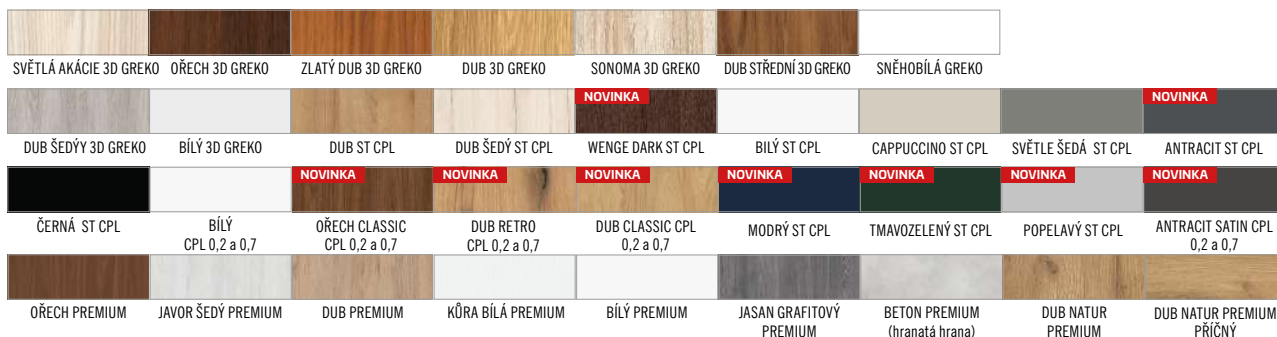 SVĚTLÁ AKÁCIE 3D GREKO
OŘECH 3D GREKO
ZLATÝ DUB 3D GREKO
DUB 3D GREKO
SONOMA 3D GREKO
DUB STŘEDNÍ 3D GREKO
SNĚHOBÍLÁ GREKO
DUB ŠEDÝY 3D GREKO
BÍLÝ 3D GREKO
DUB ST CPL
DUB ŠEDÝ ST CPL
NOVINKA
WENGE DARK ST CPL
BILÝ ST CPL
CAPPUCCINO ST CPL
SVĚTLE ŠEDÁ ST CPL
NOVINKA
ANTRACIT ST CPL
ČERNÁ ST CPL
BÍLÝ
CPL 0,2 a 0,7
NOVINKA
OŘECH CLASSIC
CPL 0,2 a 0,7
NOVINKA
DUB RETRO
CPL 0,2 a 0,7
NOVINKA
DUB CLASSIC CPL
0,2 a 0,7
NOVINKA
MODRÝ ST CPL
NOVINKA
TMAVOZELENÝ ST CPL
NOVINKA
POPELAVÝ ST CPL
NOVINKA
ANTRACIT SATIN CPL
0,2 a 0,7
OŘECH PREMIUM
JAVOR ŠEDÝ PREMIUM
DUB PREMIUM
KŮRA BÍLÁ PREMIUM
BÍLÝ PREMIUM
JASAN GRAFITOVÝ
PREMIUM
BETON PREMIUM
(hranatá hrana)
DUB NATUR
PREMIUM
DUB NATUR PREMIUM
PŘÍČNÝ